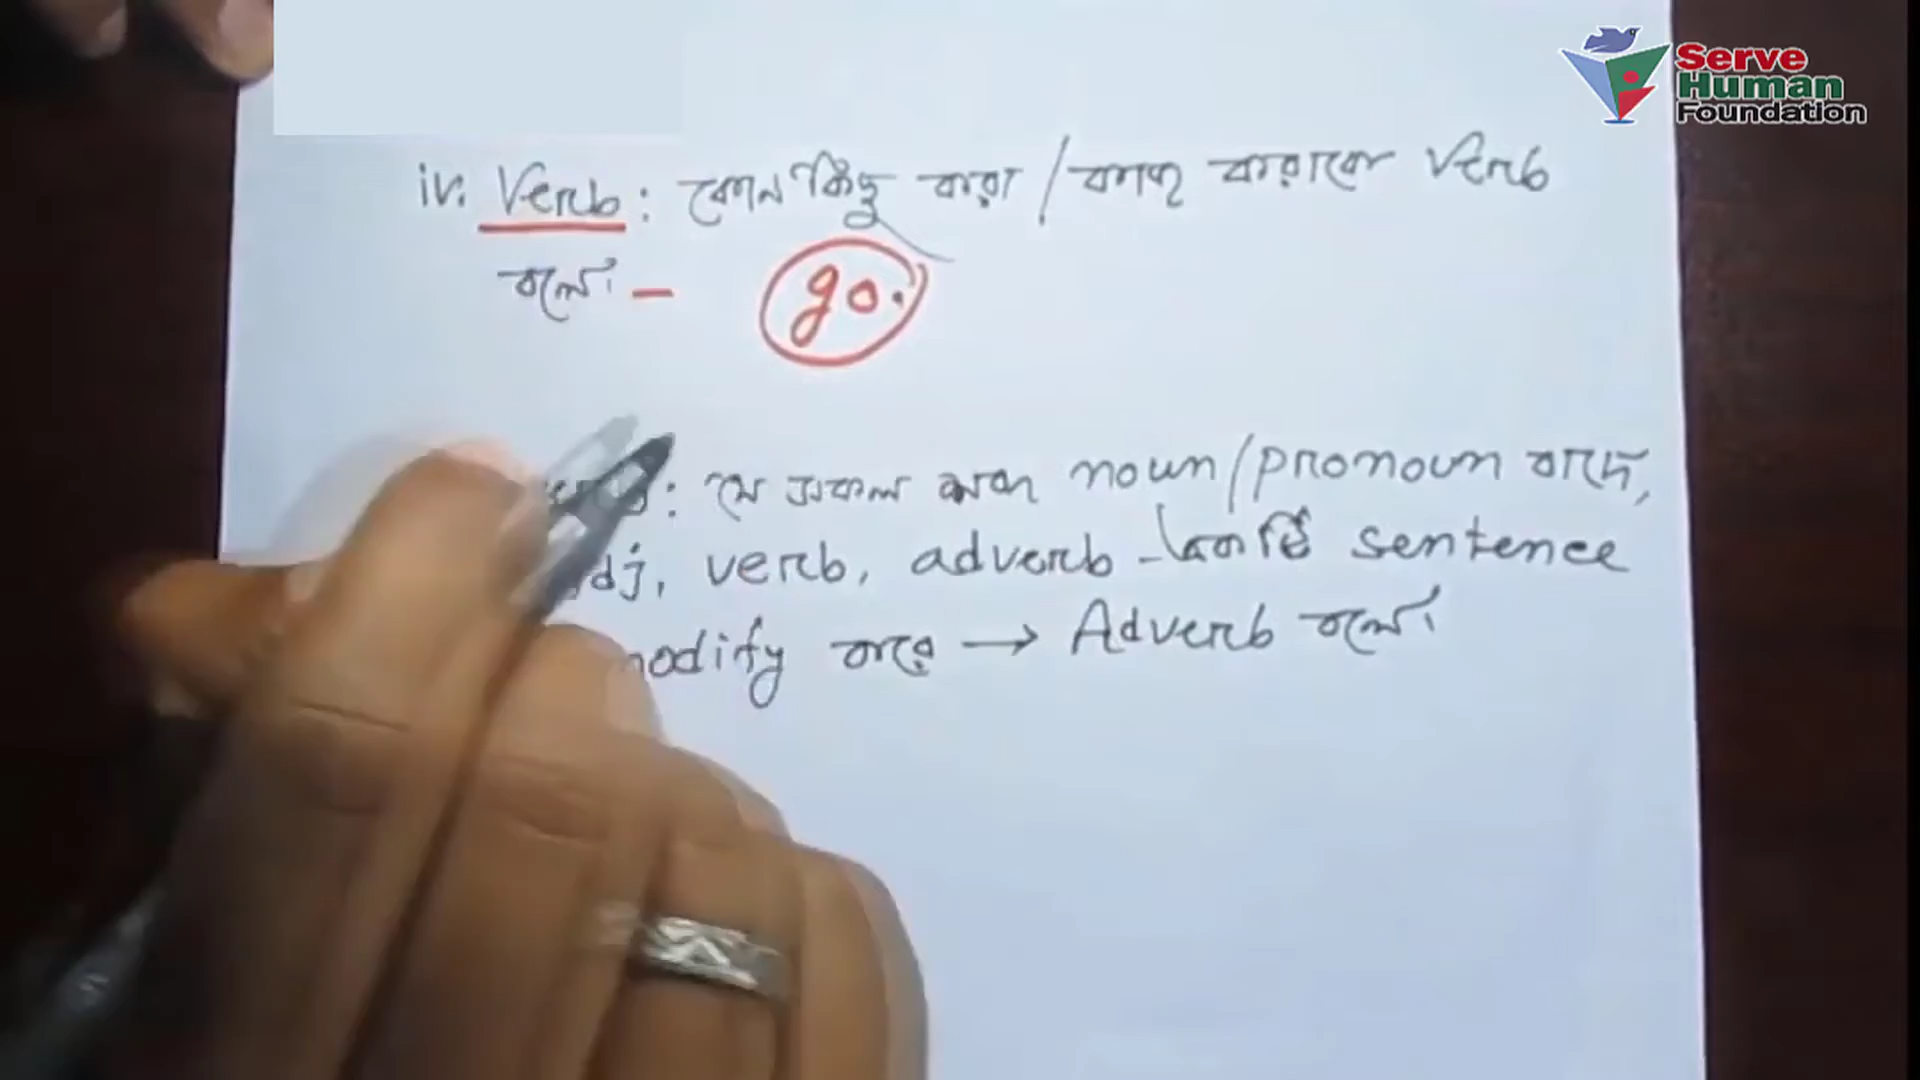 Serve
Human
Foundation
iv. Verb: কোন কিছু করা / কাজ করাকে Verb
বলে।
go.
: যে সকল noun/pronoun বাদে,
adj, verb, adverb sentence
modify করে → Adverb বলে।